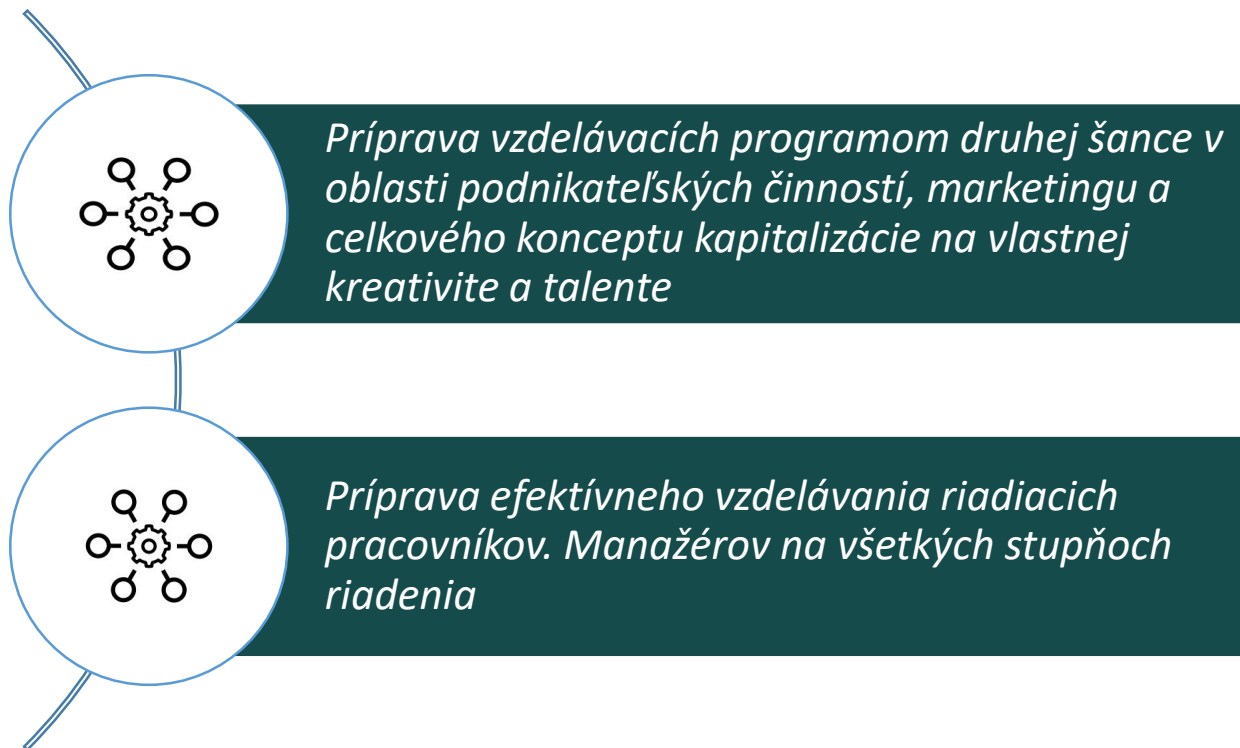 Príprava vzdelávacích programom druhej šance v
oblasti podnikateľských činností, marketingu a
celkového konceptu kapitalizácie na vlastnej
kreativite a talente
Príprava efektívneho vzdelávania riadiacich
pracovníkov. Manažérov na všetkých stupňoch
riadenia